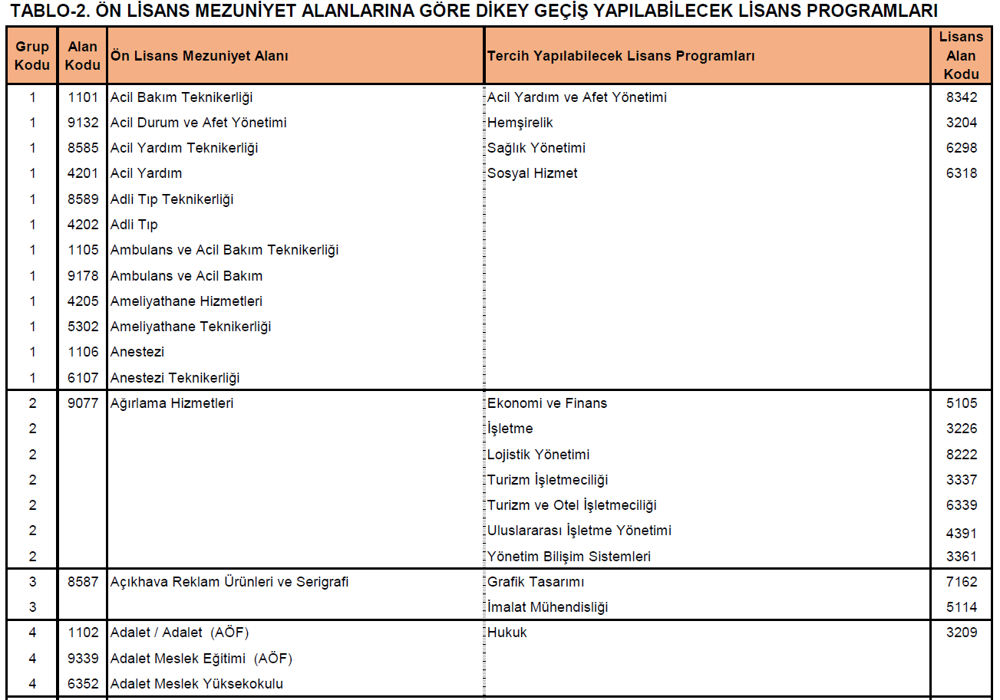 TABLO-2. ÖN LİSANS MEZUNİYET ALANLARINA GÖRE DİKEY GEÇİŞ YAPILABİLECEK LİSANS PROGRAMLARI
Grup Kodu Alan Kodu Ön Lisans Mezuniyet Alanı Tercih Yapılabilecek Lisans Programları Lisans Alan Kodu
1 1101 Acil Bakım Teknikerliği Acil Yardım ve Afet Yönetimi 8342
1 9132 Acil Durum ve Afet Yönetimi Hemşirelik 3204
1 8585 Acil Yardım Teknikerliği Sağlık Yönetimi 6298
1 4201 Acil Yardım Sosyal Hizmet 6318
1 8589 Adli Tıp Teknikerliği
1 4202 Adli Tıp
1 1105 Ambulans ve Acil Bakım Teknikerliği
1 9178 Ambulans ve Acil Bakım
1 4205 Ameliyathane Hizmetleri
1 5302 Ameliyathane Teknikerliği
1 1106 Anestezi
1 6107 Anestezi Teknikerliği
2 9077 Ağırlama Hizmetleri Ekonomi ve Finans 5105
2 İşletme 3226
2 Lojistik Yönetimi 8222
2 Turizm İşletmeciliği 3337
2 Turizm ve Otel İşletmeciliği 6339
2 Uluslararası İşletme Yönetimi 4391
2 Yönetim Bilişim Sistemleri 3361
3 8587 Açıkhava Reklam Ürünleri ve Serigrafi Grafik Tasarımı 7162
3 İmalat Mühendisliği 5114
4 1102 Adalet / Adalet (AÖF) Hukuk 3209
4 9339 Adalet Meslek Eğitimi (AÖF)
4 6352 Adalet Meslek Yüksekokulu